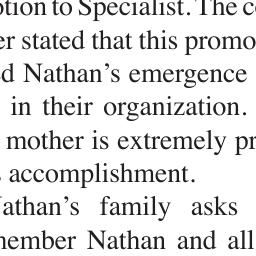 otion to Specialist. The c
er stated that this promo
d Nathan's emergence
in their organization.
mother is extremely pr
accomplishment.
Nathan's family asks
member Nathan and all